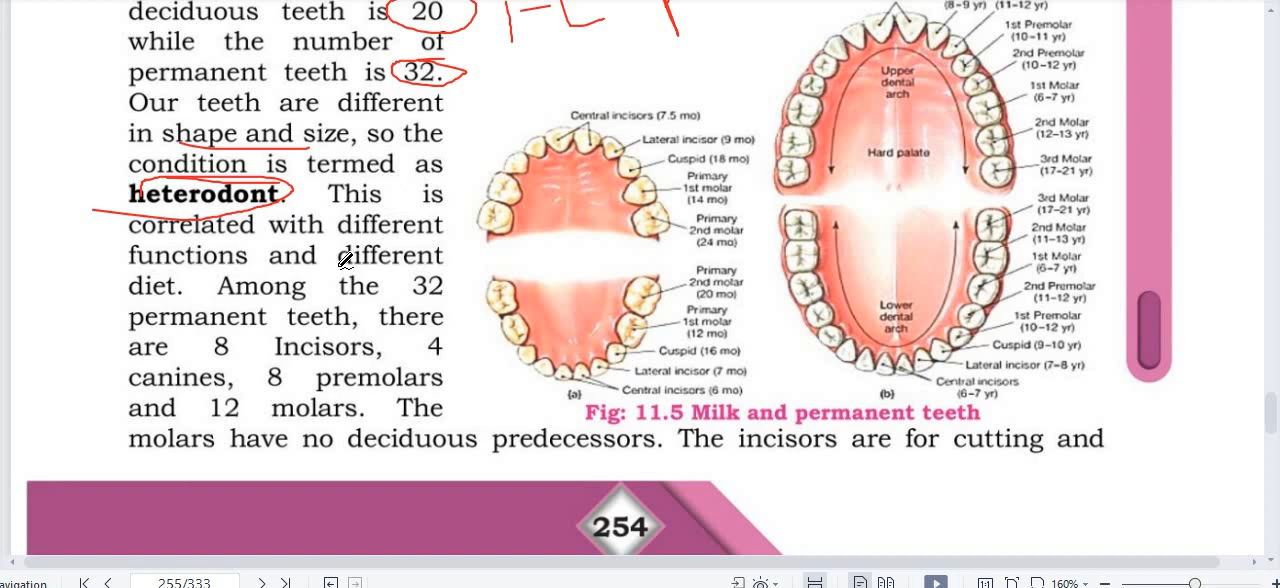 deciduous teeth is 20
while the number of
permanent teeth is 32.
Our teeth are different
in shape and size, so the
condition is termed as
heterodont. This is
correlated with different
functions and different
diet. Among the 32
permanent teeth, there
are 8 Incisors, 4
canines, 8 premolars
and 12 molars. The
molars have no deciduous predecessors. The incisors are for cutting and
Central incisors (7.5 mo)
Lateral incisor (9 mo)
Cuspid (18 mo)
Primary
1st molar
(14 mo)
Primary
2nd molar
(24 mo)
Primary
2nd molar
(20 mo)
Primary
1st molar
(12 mo)
Cuspid (16 mo)
Lateral incisor (7 mo)
Central incisors (6 mo)
(a)
(8-9 yr) (11-12 yr)
1st Premolar
(10-11 yr)
2nd Premolar
(10-12 yr)
1st Molar
(6-7 yr)
2nd Molar
(12-13 yr)
3rd Molar
(17-21 yr)
Upper
dental
arch
Hard palate
3rd Molar
(17-21 yr)
2nd Molar
(11-13 yr)
1st Molar
(6-7 yr)
2nd Premolar
(11-12 yr)
1st Premolar
(10-12 yr)
Cuspid (9-10 yr)
Lateral incisor (7-8 yr)
Central incisors
(6-7 yr)
Lower
dental
arch
(b)
Fig: 11.5 Milk and permanent teeth
254
avigation
255/333
1:1
160%